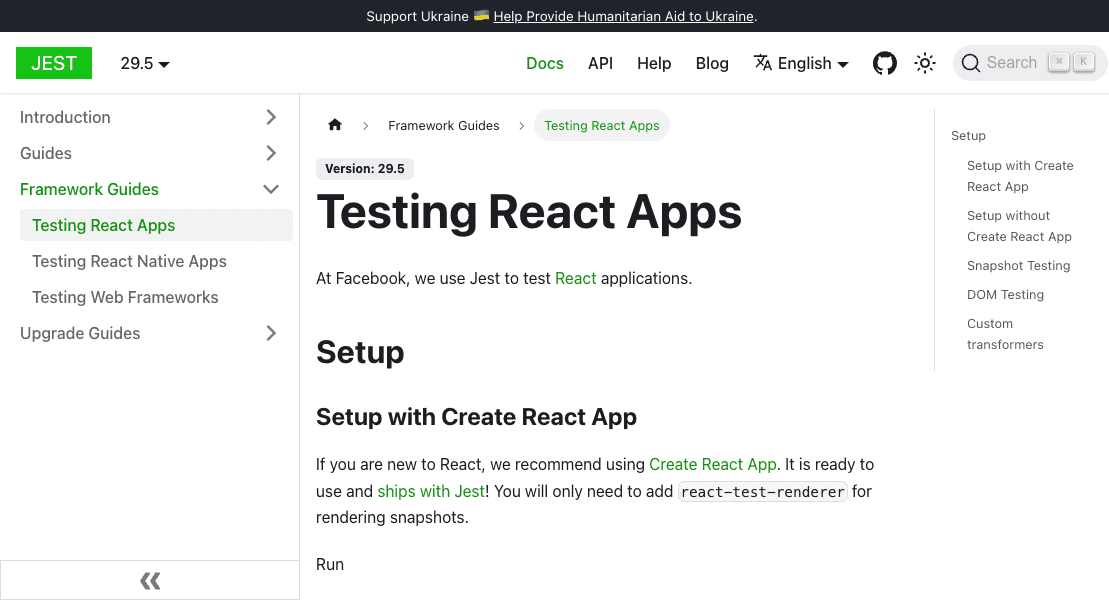 Support Ukraine 🇺🇦 Help Provide Humanitarian Aid to Ukraine.
JEST 29.5 Docs API Help Blog English Search ⌘ K
Introduction
Guides
Framework Guides
Testing React Apps
Testing React Native Apps
Testing Web Frameworks
Upgrade Guides
Framework Guides Testing React Apps
Version: 29.5
Testing React Apps
At Facebook, we use Jest to test React applications.
Setup
Setup with Create React App
If you are new to React, we recommend using Create React App. It is ready to
use and ships with Jest! You will only need to add react-test-renderer for
rendering snapshots.
Run
Setup
Setup with Create
React App
Setup without
Create React App
Snapshot Testing
DOM Testing
Custom
transformers